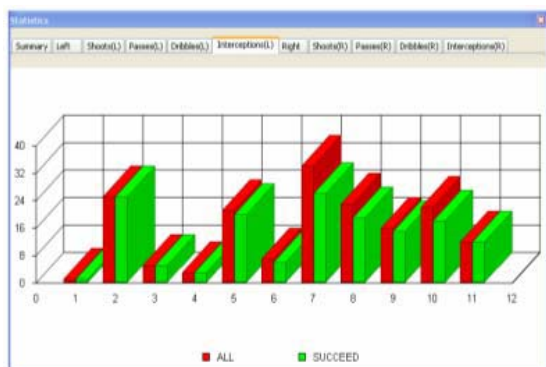 Statistics
Summary Left Shoots(L) Passes(L) Dribbles(L) Interceptions(L) Right Shoots(R) Passes(R) Dribbles(R) Interceptions(R)
40
32
24
16
8
0
0 1 2 3 4 5 6 7 8 9 10 11 12
ALL SUCCEED